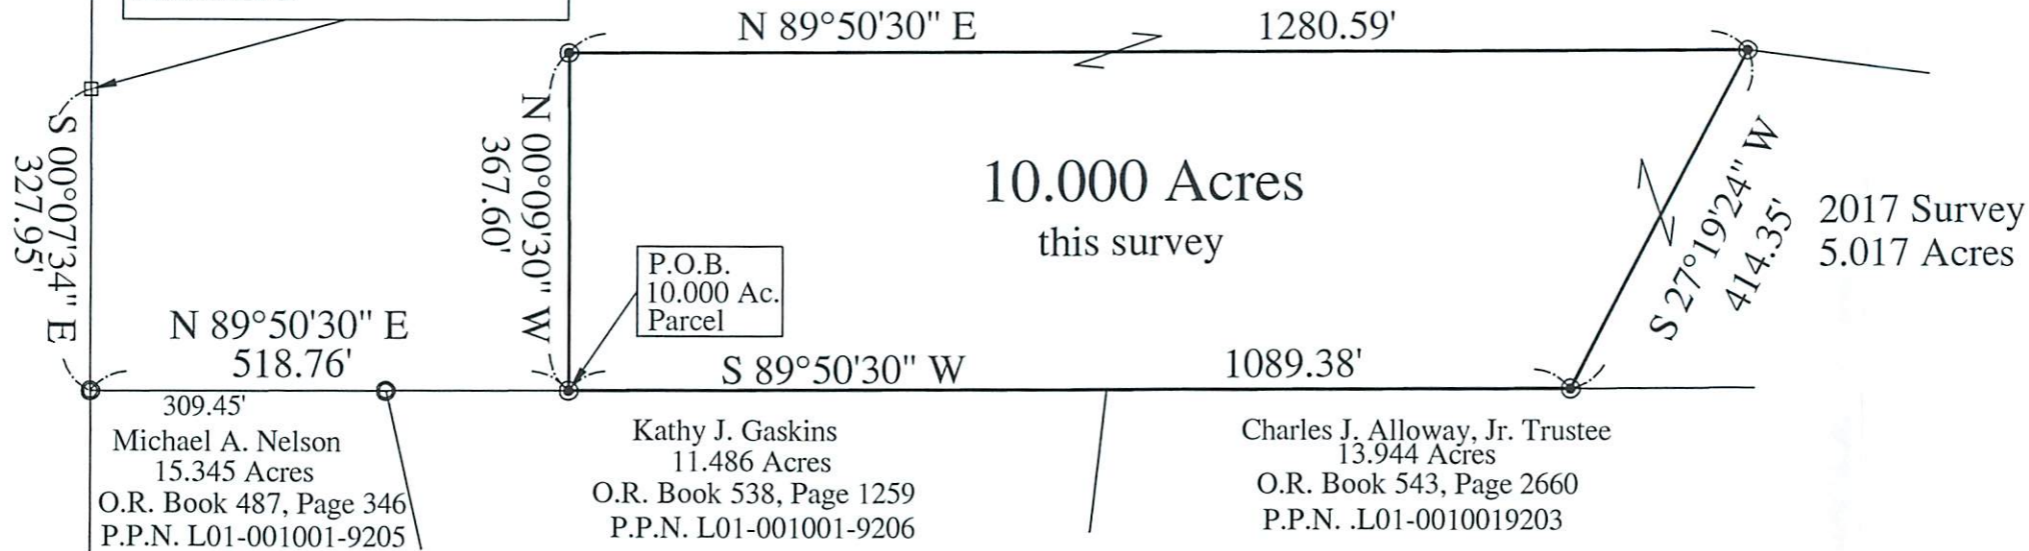 N 89°50'30" E
1280.59'
S 00°07'34" E
327.95'
N 00°09'30" W
367.60'
10.000 Acres
this survey
S 27°19'24" W
414.35'
2017 Survey
5.017 Acres
P.O.B.
10.000 Ac.
Parcel
N 89°50'30" E
518.76'
S 89°50'30" W
1089.38'
309.45'
Michael A. Nelson
15.345 Acres
O.R. Book 487, Page 346
P.P.N. L01-001001-9205
Kathy J. Gaskins
11.486 Acres
O.R. Book 538, Page 1259
P.P.N. L01-001001-9206
Charles J. Alloway, Jr. Trustee
13.944 Acres
O.R. Book 543, Page 2660
P.P.N. .L01-0010019203